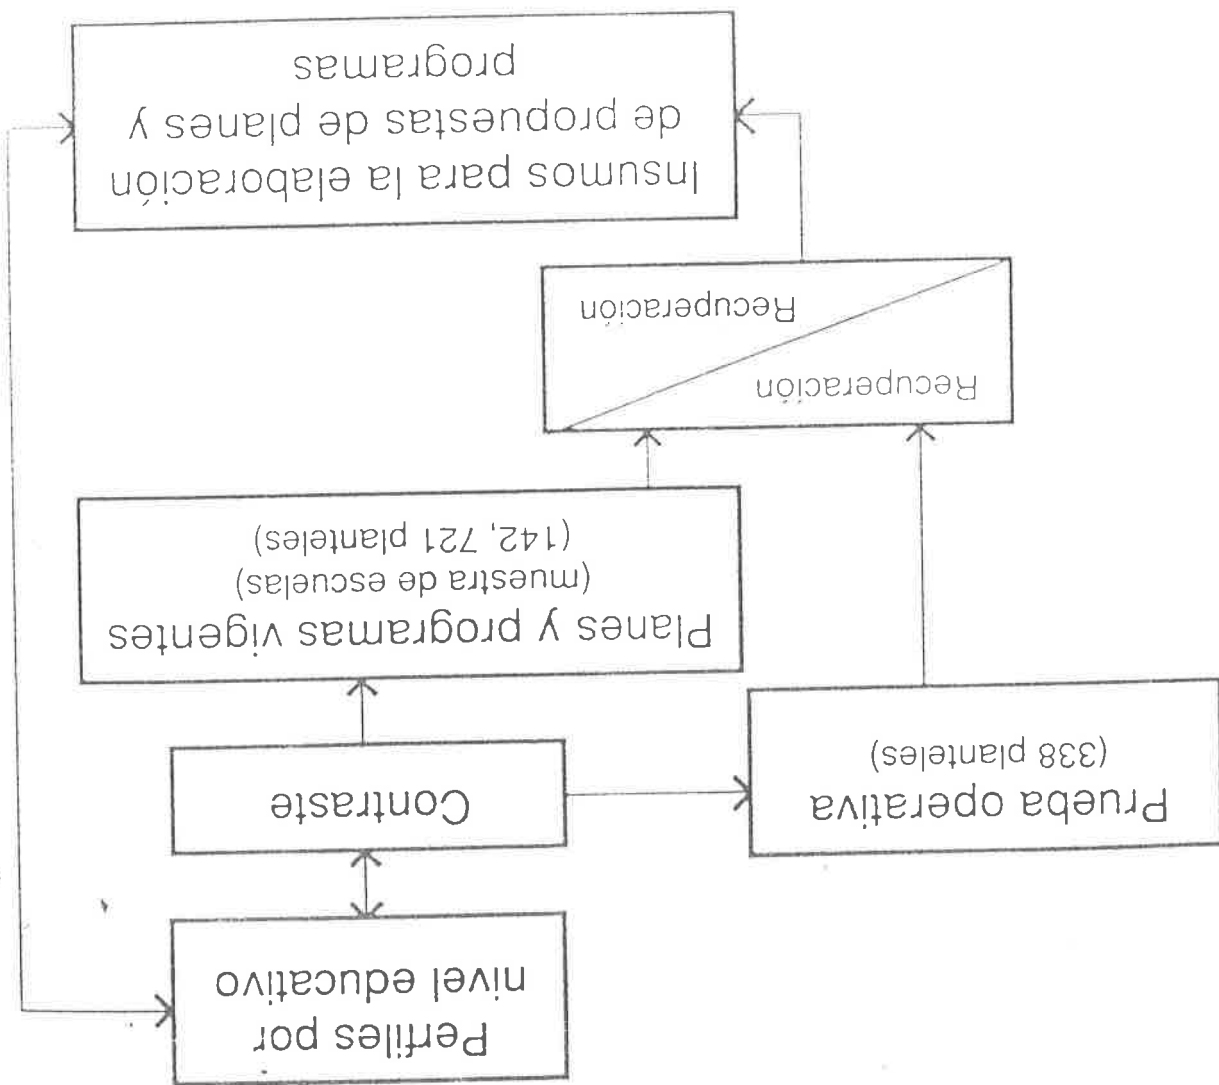 Perfiles por
nivel educativo
Contraste
Prueba operativa
(338 planteles)
Planes y programas vigentes
(muestra de escuelas)
(142, 721 planteles)
Recuperación
Recuperación
Insumos para la elaboración
de propuestas de planes y
programas